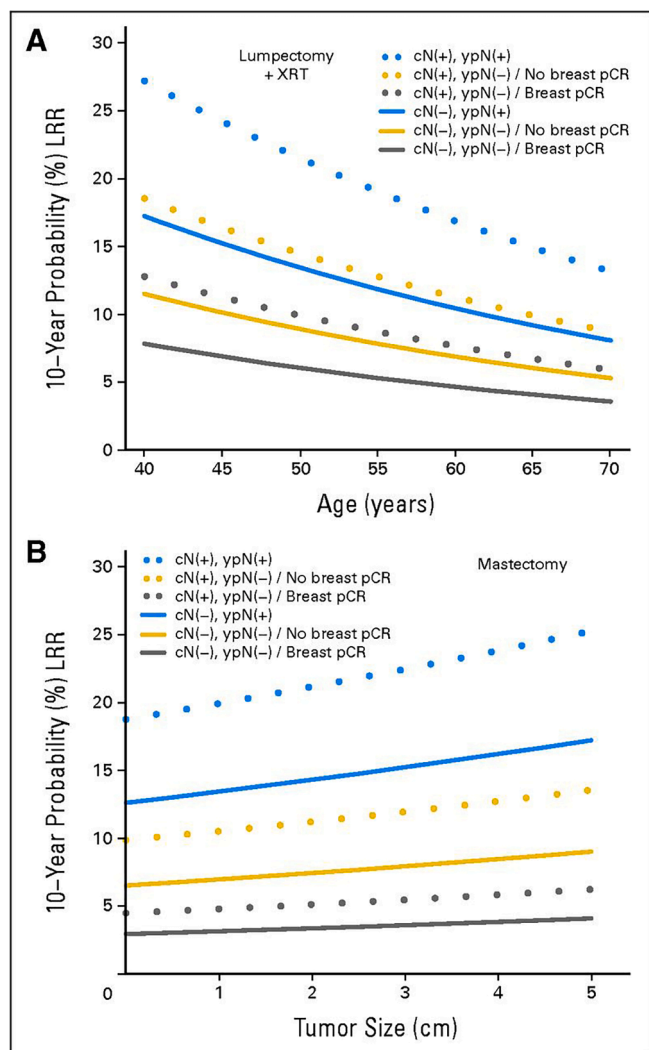 A
30
25
20
15
10
5
0
10–Year Probability (%) LRR
Lumpectomy
+ XRT
cN(+), ypN(+)
cN(+), ypN(−) / No breast pCR
cN(+), ypN(−) / Breast pCR
cN(−), ypN(+)
cN(−), ypN(−) / No breast pCR
cN(−), ypN(−) / Breast pCR
40 45 50 55 60 65 70
Age (years)
B
30
25
20
15
10
5
0
10–Year Probability (%) LRR
cN(+), ypN(+)
cN(+), ypN(−) / No breast pCR
cN(+), ypN(−) / Breast pCR
cN(−), ypN(+)
cN(−), ypN(−) / No breast pCR
cN(−), ypN(−) / Breast pCR
Mastectomy
1 2 3 4 5
Tumor Size (cm)